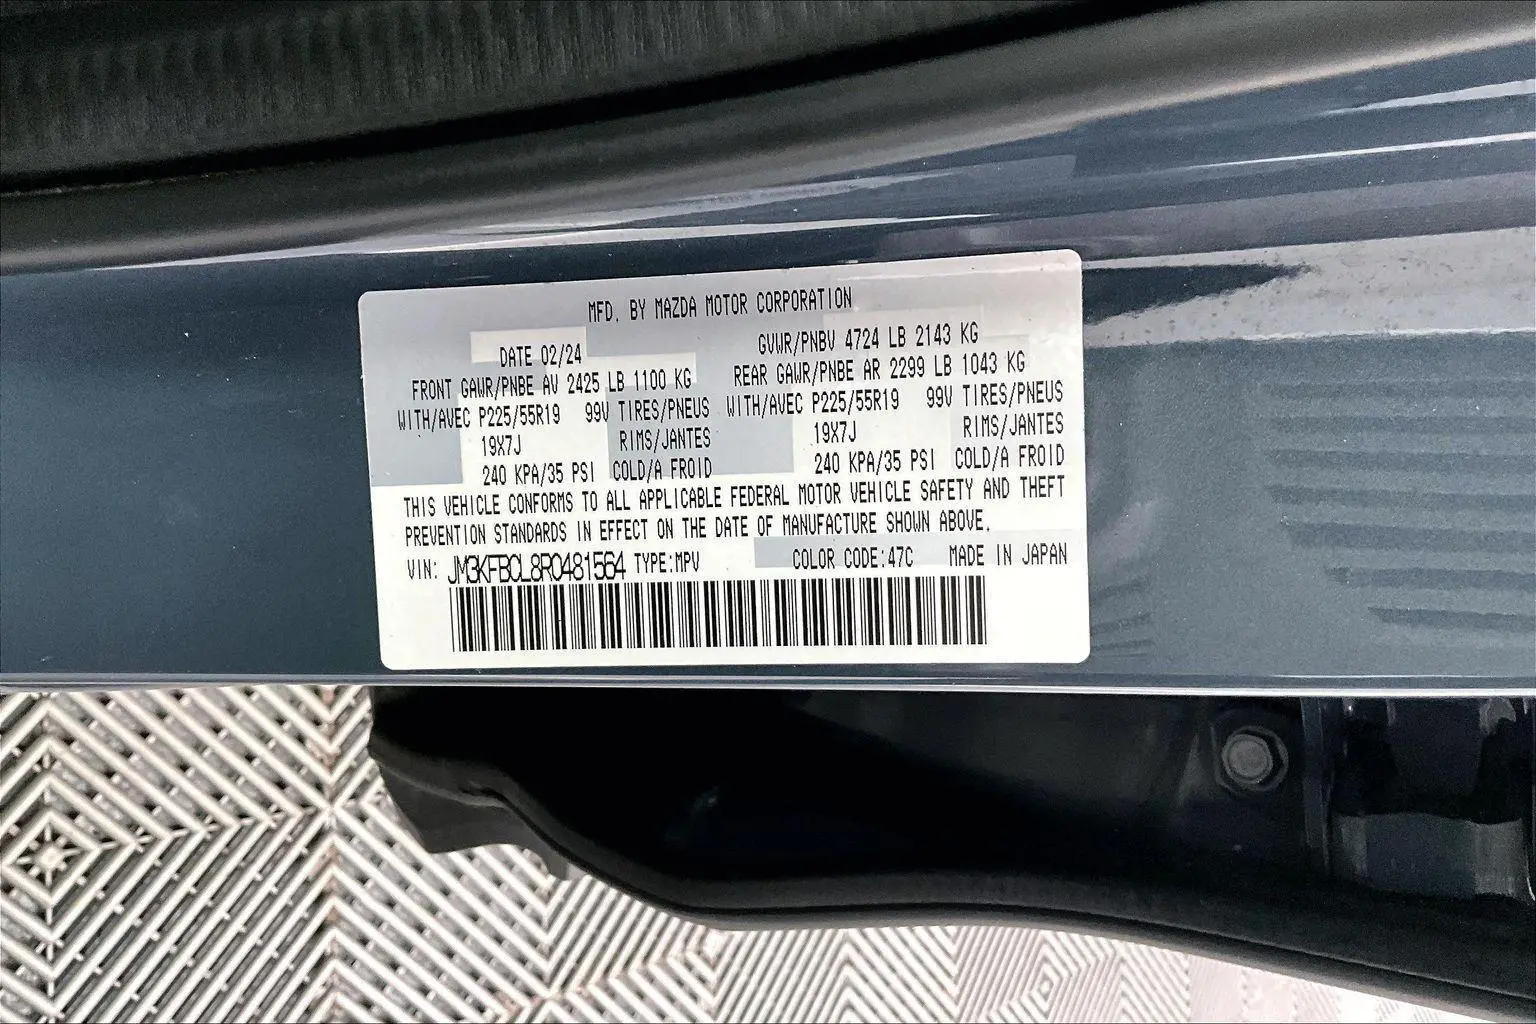 MFD. BY MAZDA MOTOR CORPORATION
DATE 02/24 GVWR/PNBV 4724 LB 2143 KG
FRONT GAWR/PNBE AV 2425 LB 1100 KG REAR GAWR/PNBE AR 2299 LB 1043 KG
WITH/AVEC P225/55R19 99V TIRES/PNEUS WITH/AVEC P225/55R19 99V TIRES/PNEUS
19X7J RIMS/JANTES 19X7J RIMS/JANTES
240 KPA/35 PSI COLD/A FROID 240 KPA/35 PSI COLD/A FROID
THIS VEHICLE CONFORMS TO ALL APPLICABLE FEDERAL MOTOR VEHICLE SAFETY AND THEFT
PREVENTION STANDARDS IN EFFECT ON THE DATE OF MANUFACTURE SHOWN ABOVE.
VIN: JM3KFBCL8R0481564 TYPE:MPV COLOR CODE:47C MADE IN JAPAN